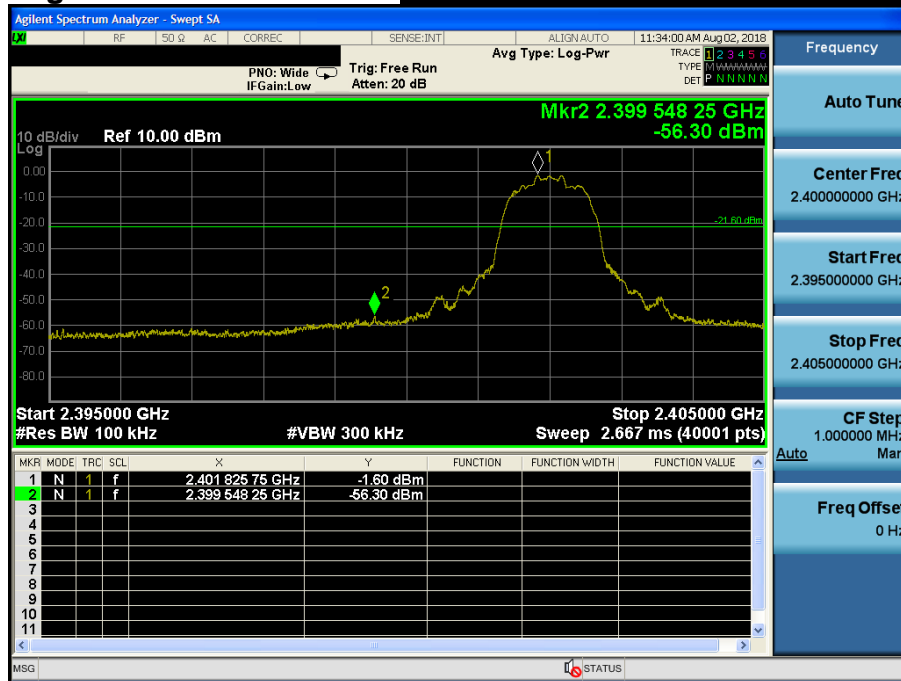 Agilent Spectrum Analyzer - Swept SA
LXI RF 50 Ω AC CORREC SENSE:INT ALIGN AUTO 11:34:00 AM Aug 02, 2018
Frequency
Avg Type: Log-Pwr TRACE 1 2 3 4 5 6
PNO: Wide Trig: Free Run TYPE M WWWWW
IFGain:Low Atten: 20 dB DET P N N N N N
Auto Tune
Mkr2 2.399 548 25 GHz
10 dB/div Ref 10.00 dBm -56.30 dBm
Log
1
0.00
Center Freq
2.400000000 GHz
-10.0
-20.0
-21.60 dBm
-30.0
Start Freq
2.395000000 GHz
-40.0
2
-50.0
-60.0
Stop Freq
2.405000000 GHz
-70.0
-80.0
Start 2.395000 GHz Stop 2.405000 GHz
#Res BW 100 kHz #VBW 300 kHz Sweep 2.667 ms (40001 pts)
CF Step
1.000000 MHz
Auto Man
MKR MODE TRC SCL X Y FUNCTION FUNCTION WIDTH FUNCTION VALUE
1 N 1 f 2.401 825 75 GHz -1.60 dBm
2 N 1 f 2.399 548 25 GHz -56.30 dBm
3
4
5
6
7
8
9
10
11
Freq Offset
0 Hz
MSG STATUS